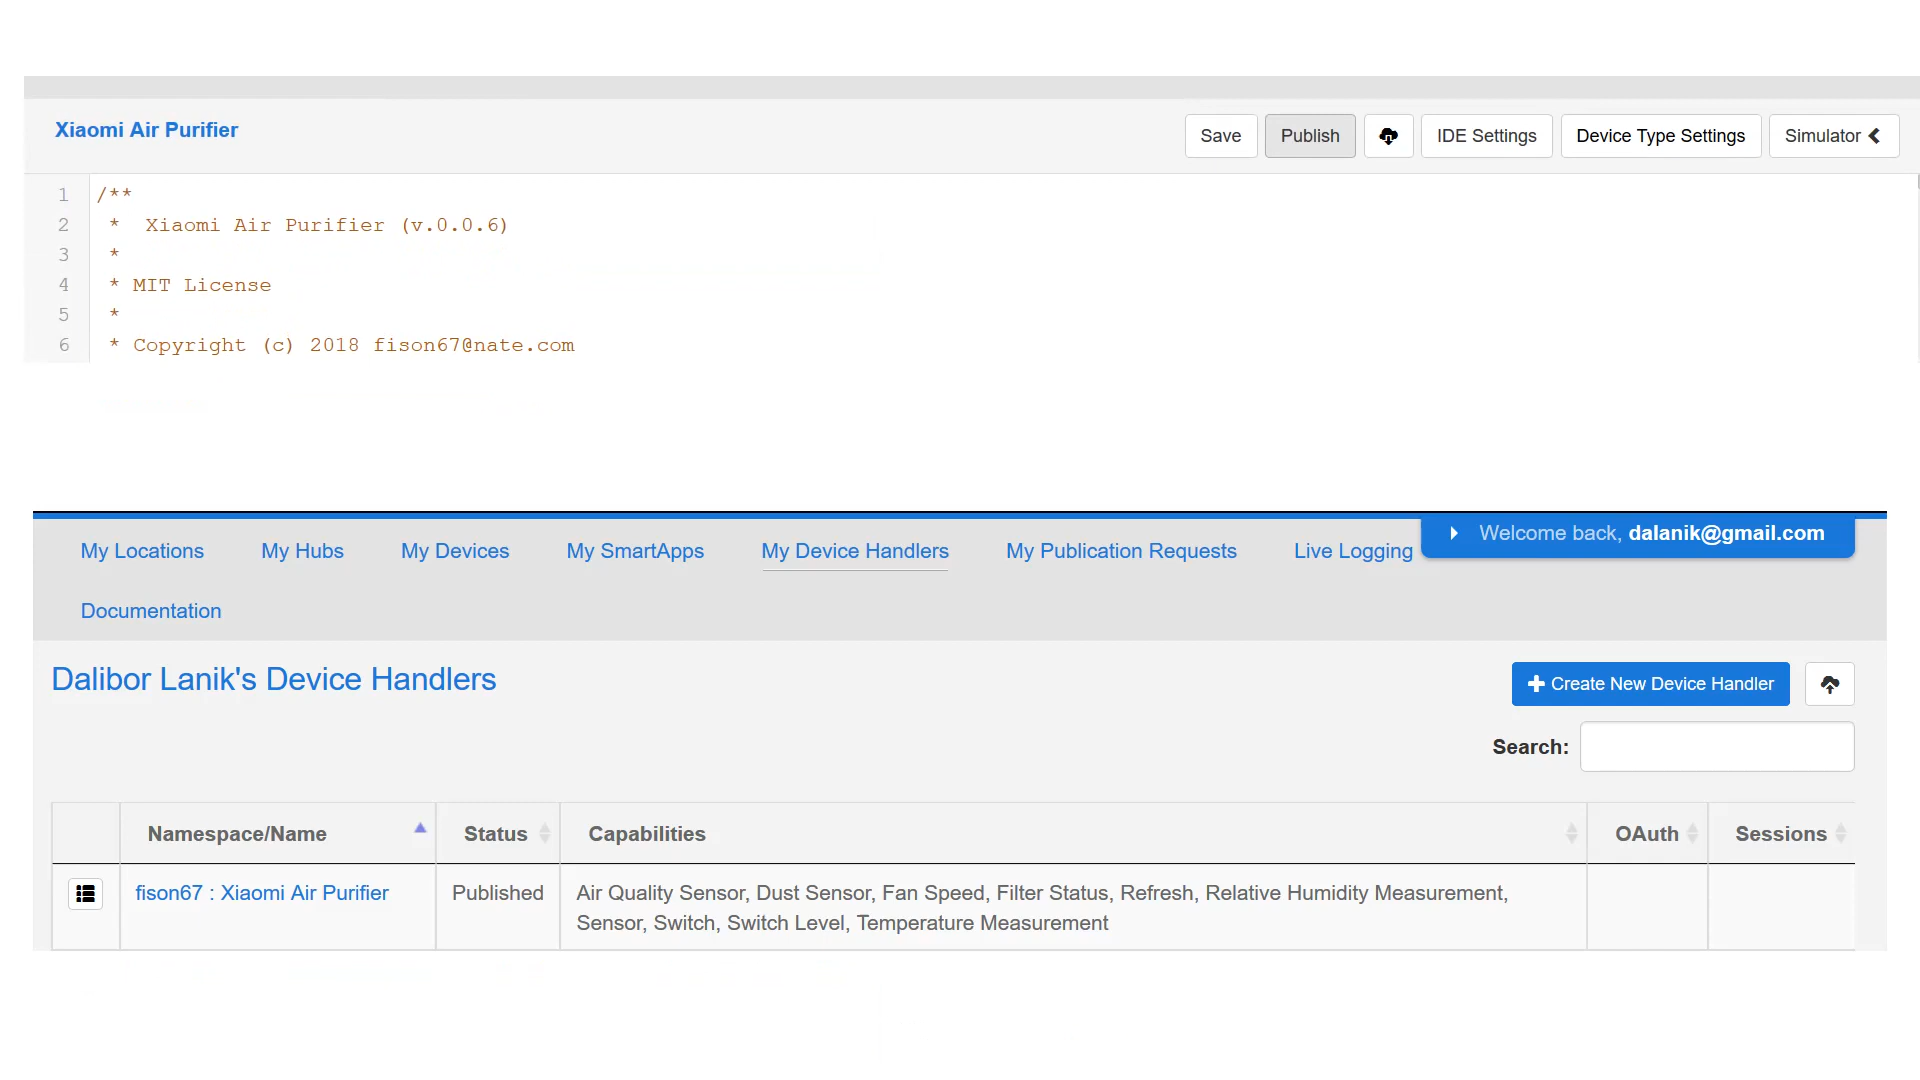 Xiaomi Air Purifier
Save Publish IDE Settings Device Type Settings Simulator
1 /**
2 * Xiaomi Air Purifier (v.0.0.6)
3 *
4 * MIT License
5 *
6 * Copyright (c) 2018 fison67@nate.com
My Locations My Hubs My Devices My SmartApps My Device Handlers My Publication Requests Live Logging Welcome back, dalanik@gmail.com
Documentation
Dalibor Lanik's Device Handlers
Create New Device Handler
Search:
Namespace/Name Status Capabilities OAuth Sessions
fison67 : Xiaomi Air Purifier Published Air Quality Sensor, Dust Sensor, Fan Speed, Filter Status, Refresh, Relative Humidity Measurement,
Sensor, Switch, Switch Level, Temperature Measurement